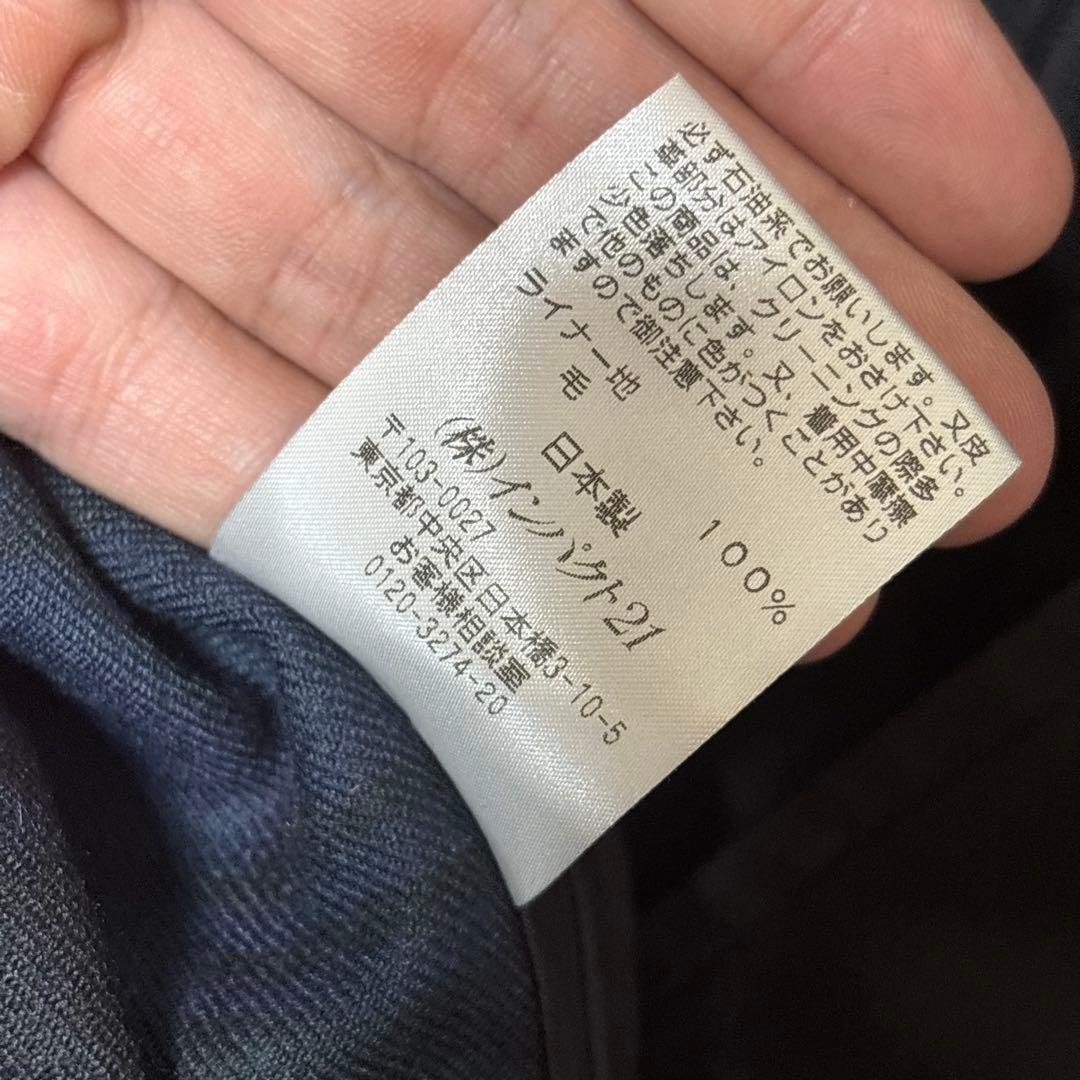 必ず石油系でお願いします。又皮
革部分はアイロンをおさけ下さい。
この商品は、クリーニングの際多
少色落ちします。又、着用中摩擦
で他のものに色がつくことがあり
ますので御注意下さい。
ライナー地
毛 100%
日本製
(株)インパクト21
〒103-0027
東京都中央区日本橋3-10-5
お客様相談室
0120-3274-20